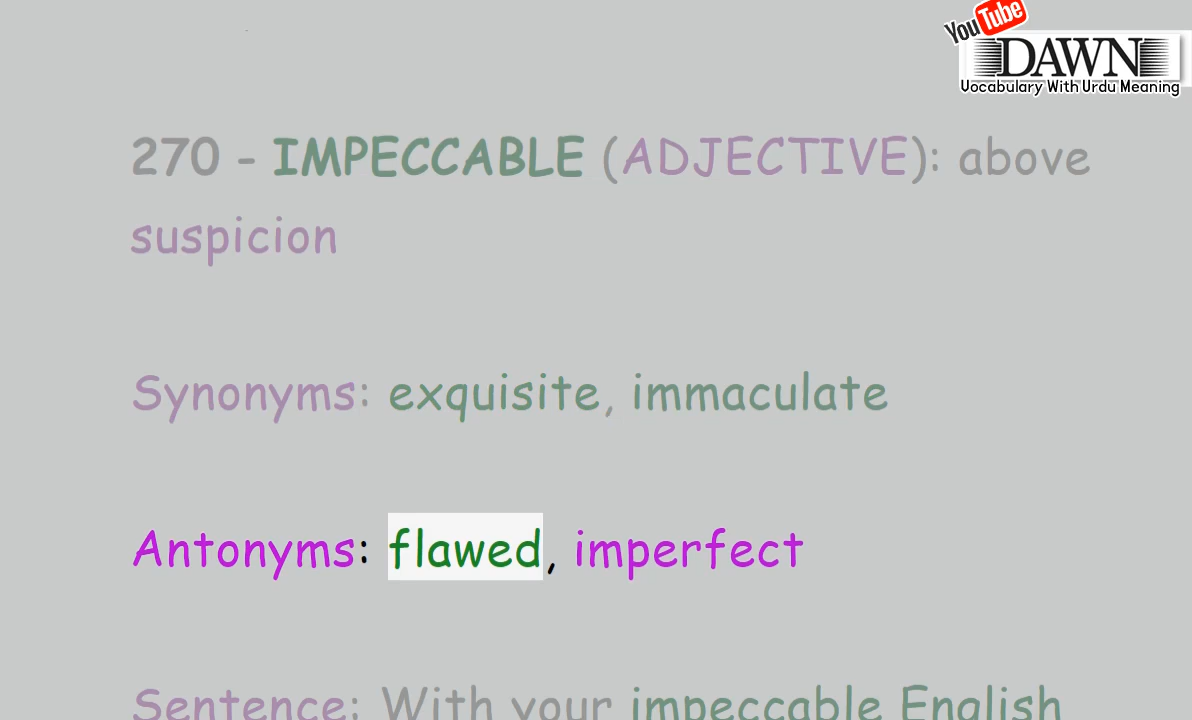 YouTube
DAWN
Vocabulary With Urdu Meaning
270 - IMPECCABLE (ADJECTIVE): above
suspicion
Synonyms: exquisite, immaculate
Antonyms: flawed, imperfect
Sentence: With your impeccable English